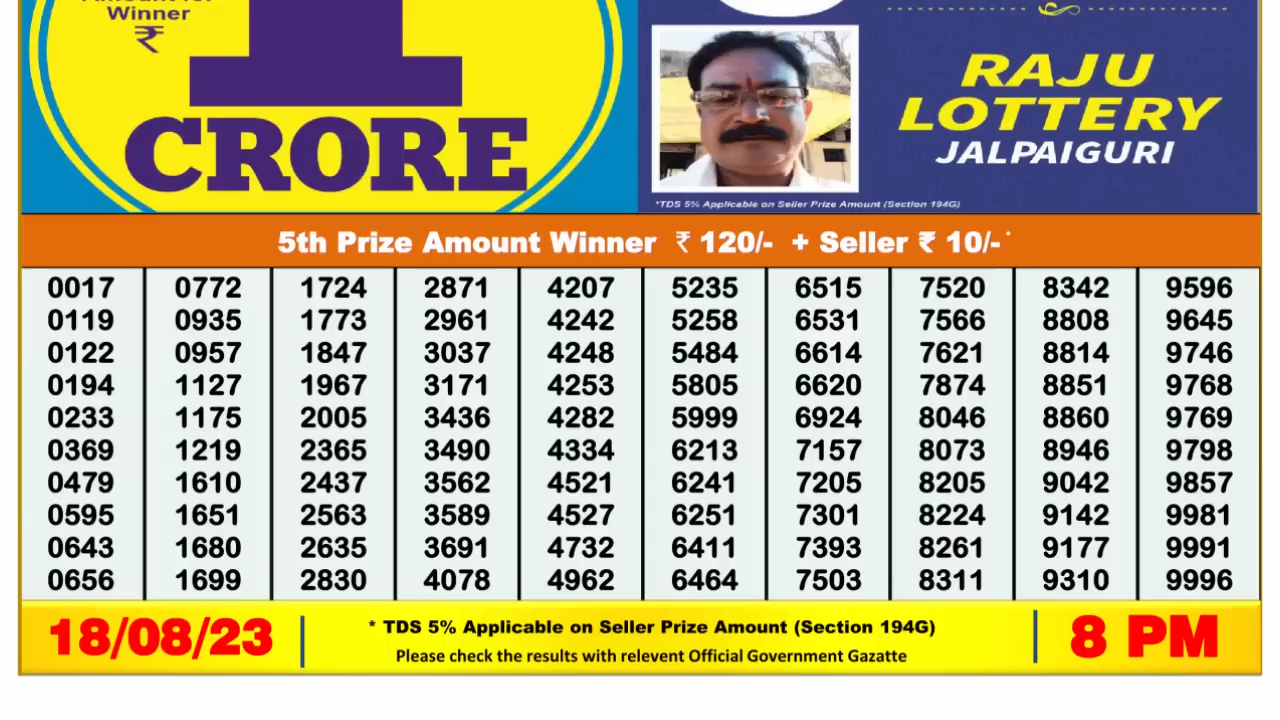 Winner
₹
1
CRORE
RAJU
LOTTERY
JALPAIGURI
*TDS 5% Applicable on Seller Prize Amount (Section 194G)
5th Prize Amount Winner ₹ 120/- + Seller ₹ 10/- *
0017 0772 1724 2871 4207 5235 6515 7520 8342 9596
0119 0935 1773 2961 4242 5258 6531 7566 8808 9645
0122 0957 1847 3037 4248 5484 6614 7621 8814 9746
0194 1127 1967 3171 4253 5805 6620 7874 8851 9768
0233 1175 2005 3436 4282 5999 6924 8046 8860 9769
0369 1219 2365 3490 4334 6213 7157 8073 8946 9798
0479 1610 2437 3562 4521 6241 7205 8205 9042 9857
0595 1651 2563 3589 4527 6251 7301 8224 9142 9981
0643 1680 2635 3691 4732 6411 7393 8261 9177 9991
0656 1699 2830 4078 4962 6464 7503 8311 9310 9996
18/08/23
* TDS 5% Applicable on Seller Prize Amount (Section 194G)
Please check the results with relevent Official Government Gazatte
8 PM